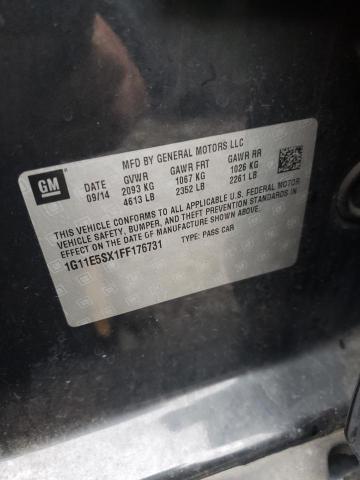 GM
MFD BY GENERAL MOTORS LLC
DATE GVWR GAWR FRT GAWR RR
09/14 2093 KG 1067 KG 1026 KG
4613 LB 2352 LB 2261 LB
THIS VEHICLE CONFORMS TO ALL APPLICABLE U.S. FEDERAL MOTOR
VEHICLE SAFETY, BUMPER, AND THEFT PREVENTION STANDARDS IN
EFFECT ON THE DATE OF MANUFACTURE SHOWN ABOVE.
1G11E5SX1FF176731 TYPE: PASS CAR